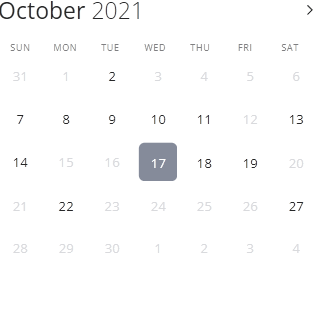 October 2021 >
SUN MON TUE WED THU FRI SAT
31 1 2 3 4 5 6
7 8 9 10 11 12 13
14 15 16 17 18 19 20
21 22 23 24 25 26 27
28 29 30 1 2 3 4